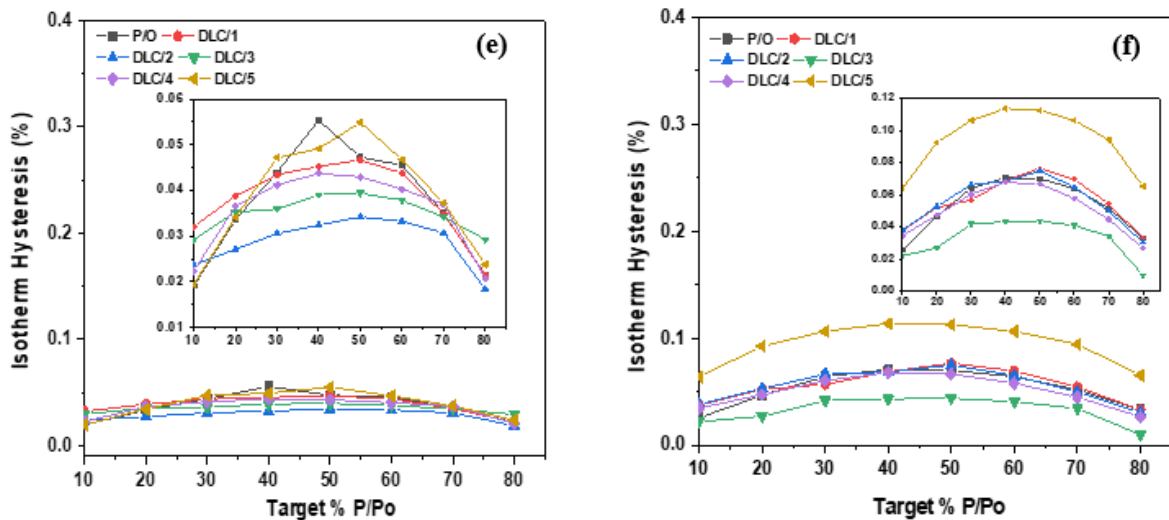 (e)
P/O DLC/1
DLC/2 DLC/3
DLC/4 DLC/5
Isotherm Hysteresis (%)
0.4
0.3
0.2
0.1
0.0
10 20 30 40 50 60 70 80
Target % P/Po
0.06
0.05
0.04
0.03
0.02
0.01
10 20 30 40 50 60 70 80
(f)
P/O DLC/1
DLC/2 DLC/3
DLC/4 DLC/5
Isotherm Hysteresis (%)
0.4
0.3
0.2
0.1
0.0
10 20 30 40 50 60 70 80
Target % P/Po
0.12
0.10
0.08
0.06
0.04
0.02
0.00
10 20 30 40 50 60 70 80